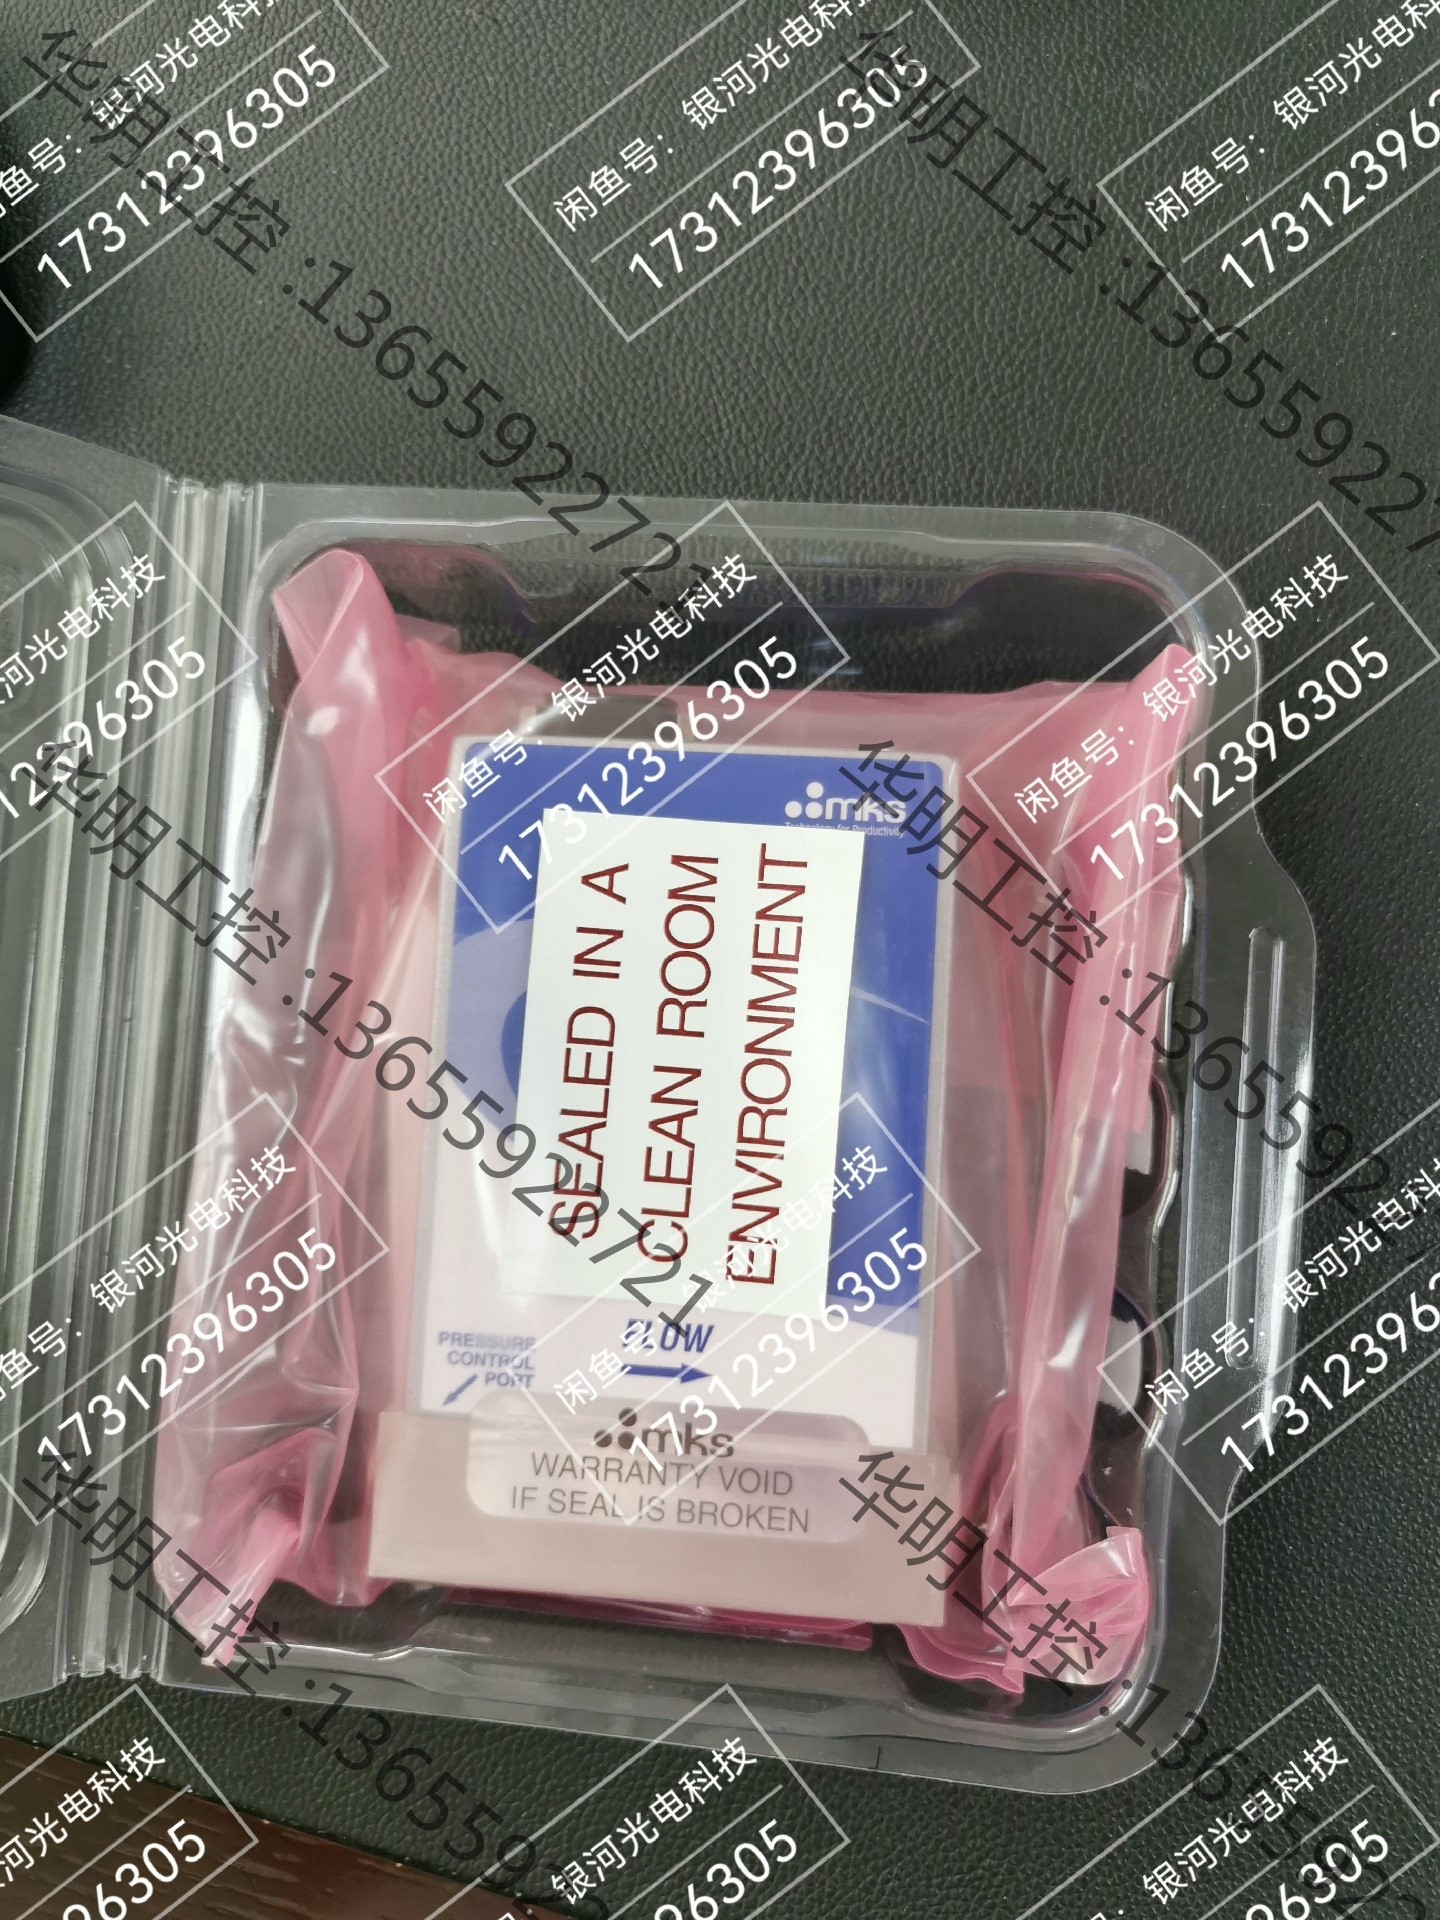 mks
Technology for Productivity
SEALED IN A
CLEAN ROOM
ENVIRONMENT
FLOW
PRESSURE
CONTROL
PORT
mks
WARRANTY VOID
IF SEAL IS BROKEN
闲鱼号：银河光电科技
17312396305
华明工控 :13655922721